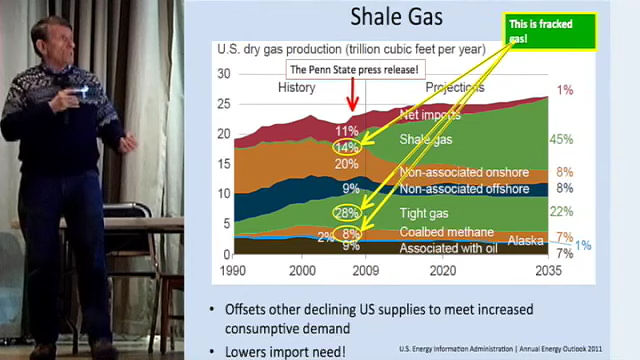 Shale Gas
This is fracked
gas!
U.S. dry gas production (trillion cubic feet per year)
The Penn State press release!
30
History
Projections
1%
25
Net imports
11%
20
14%
Shale gas
45%
20%
15
Non-associated onshore
8%
9%
Non-associated offshore
8%
10
28%
Tight gas
22%
5
2%
8%
Coalbed methane
7%
9%
Associated with oil
Alaska
1%
0
7%
1990
2000
2009
2020
2035
• Offsets other declining US supplies to meet increased
consumptive demand
• Lowers import need!
U.S. Energy Information Administration | Annual Energy Outlook 2011